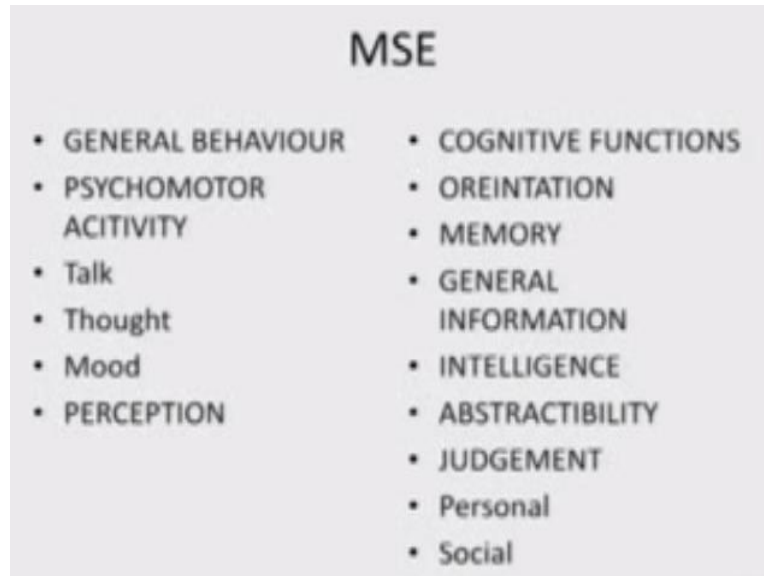 MSE
• GENERAL BEHAVIOUR
• PSYCHOMOTOR
ACITIVITY
• Talk
• Thought
• Mood
• PERCEPTION
• COGNITIVE FUNCTIONS
• OREINTATION
• MEMORY
• GENERAL
INFORMATION
• INTELLIGENCE
• ABSTRACTIBILITY
• JUDGEMENT
• Personal
• Social